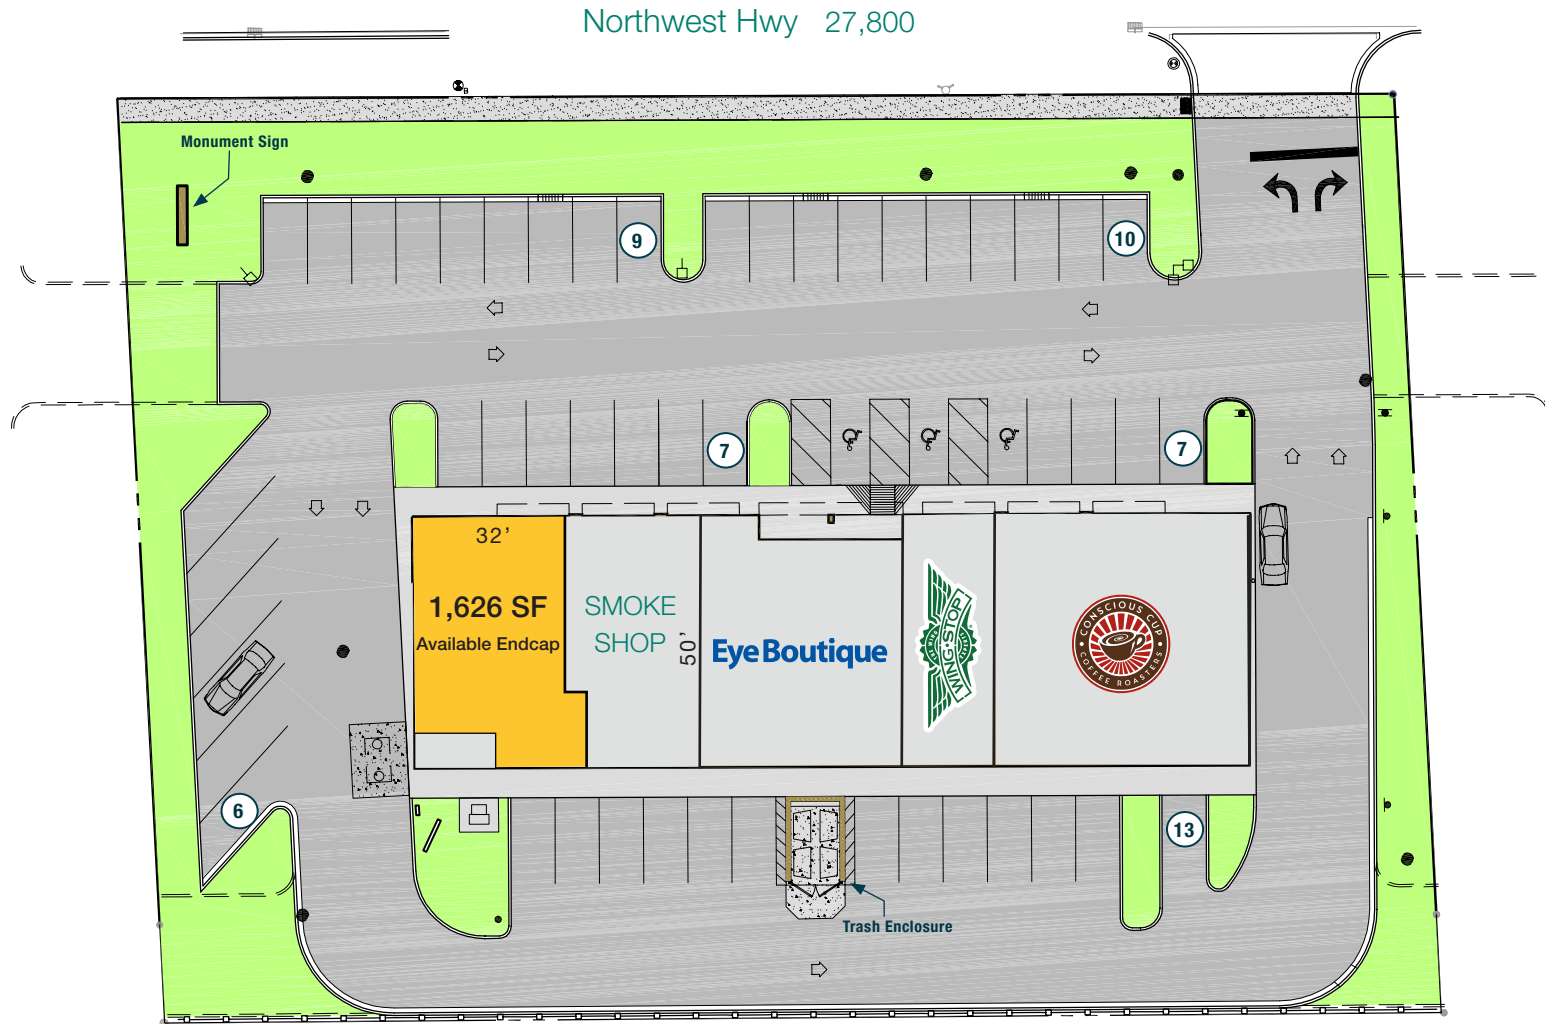 Northwest Hwy 27,800
Monument Sign
9
10
7
7
32’
1,626 SF
Available Endcap
SMOKE
SHOP
50’
EyeBoutique
WING·STOP
CONSCIOUS CUP
COFFEE ROASTERS
6
13
Trash Enclosure
B